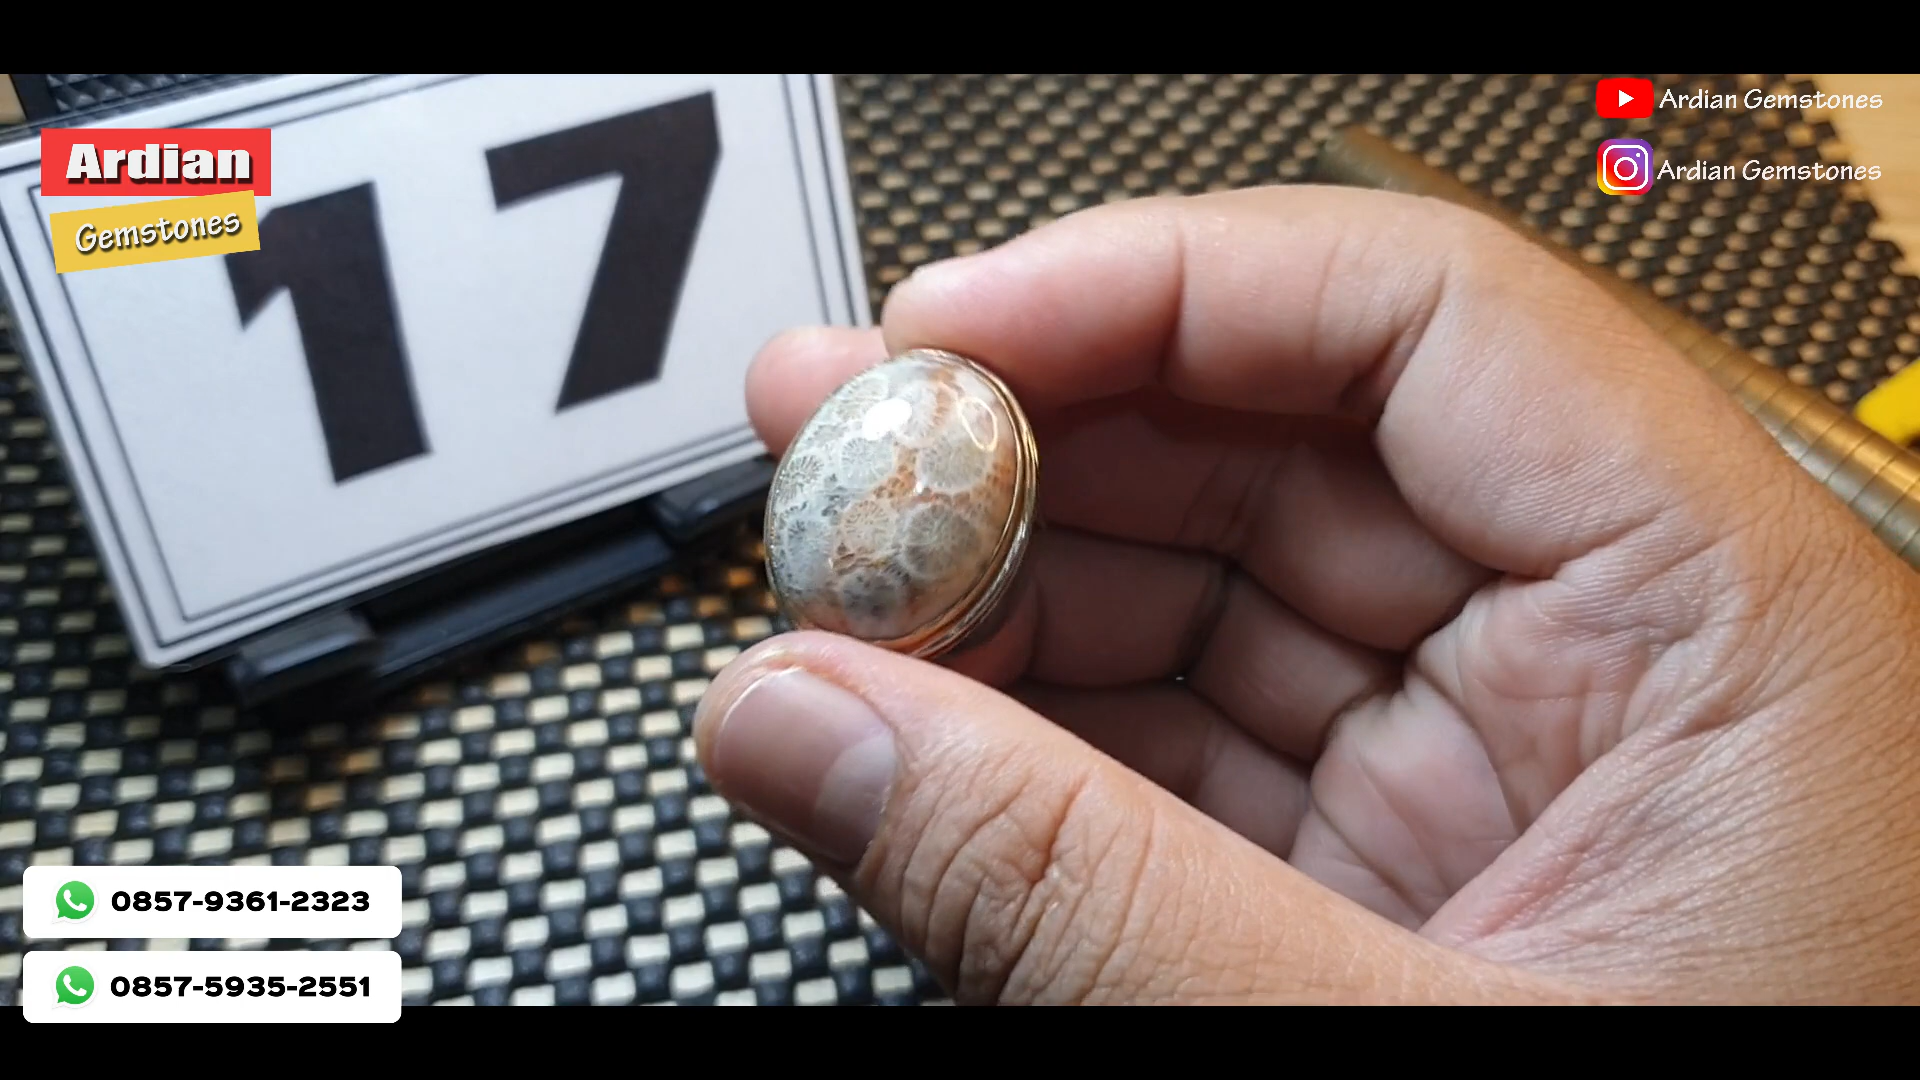 Ardian
Gemstones
17
Ardian Gemstones
Ardian Gemstones
0857-9361-2323
0857-5935-2551